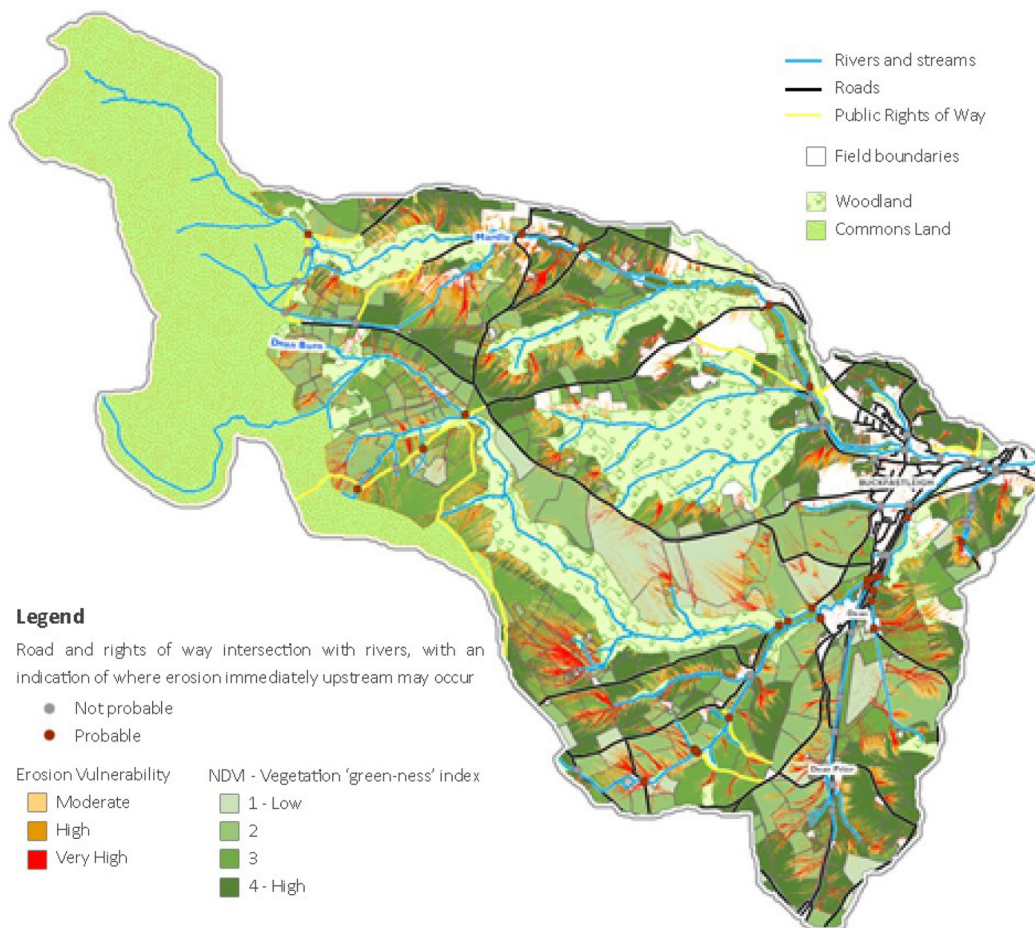 Rivers and streams
Roads
Public Rights of Way
Field boundaries
Woodland
Commons Land
Dean Burn
BUCKFASTLEIGH
Dean Prior
Legend
Road and rights of way intersection with rivers, with an
indication of where erosion immediately upstream may occur
Not probable
Probable
Erosion Vulnerability
Moderate
High
Very High
NDVI - Vegetation ‘green-ness’ index
1 - Low
2
3
4 - High